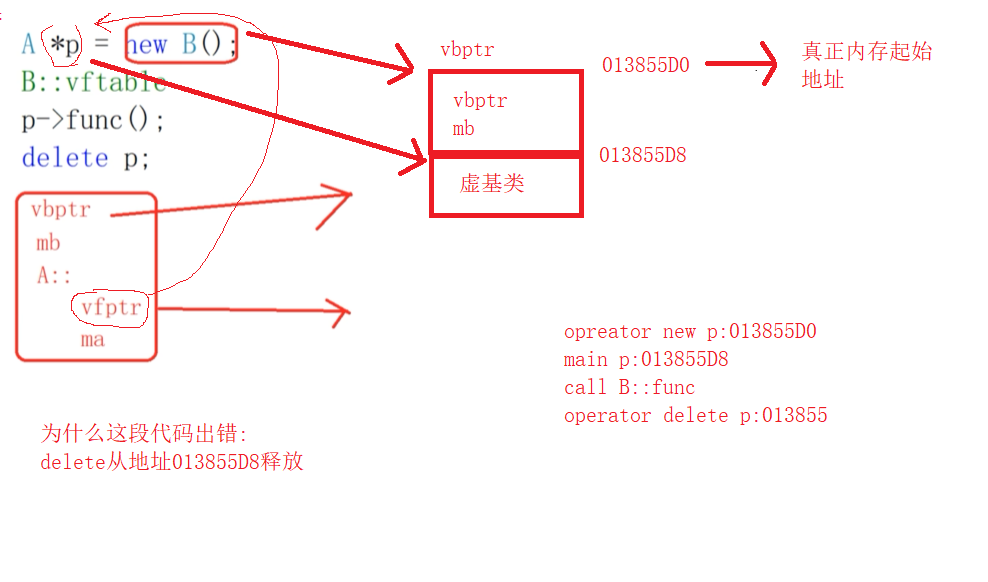 A *p = new B();
B::vftable
p->func();
delete p;
vbptr
mb
A::
vfptr
ma
为什么这段代码出错:
delete从地址013855D8释放
vbptr
013855D0
真正内存起始
地址
vbptr
mb
013855D8
虚基类
opreator new p:013855D0
main p:013855D8
call B::func
operator delete p:013855